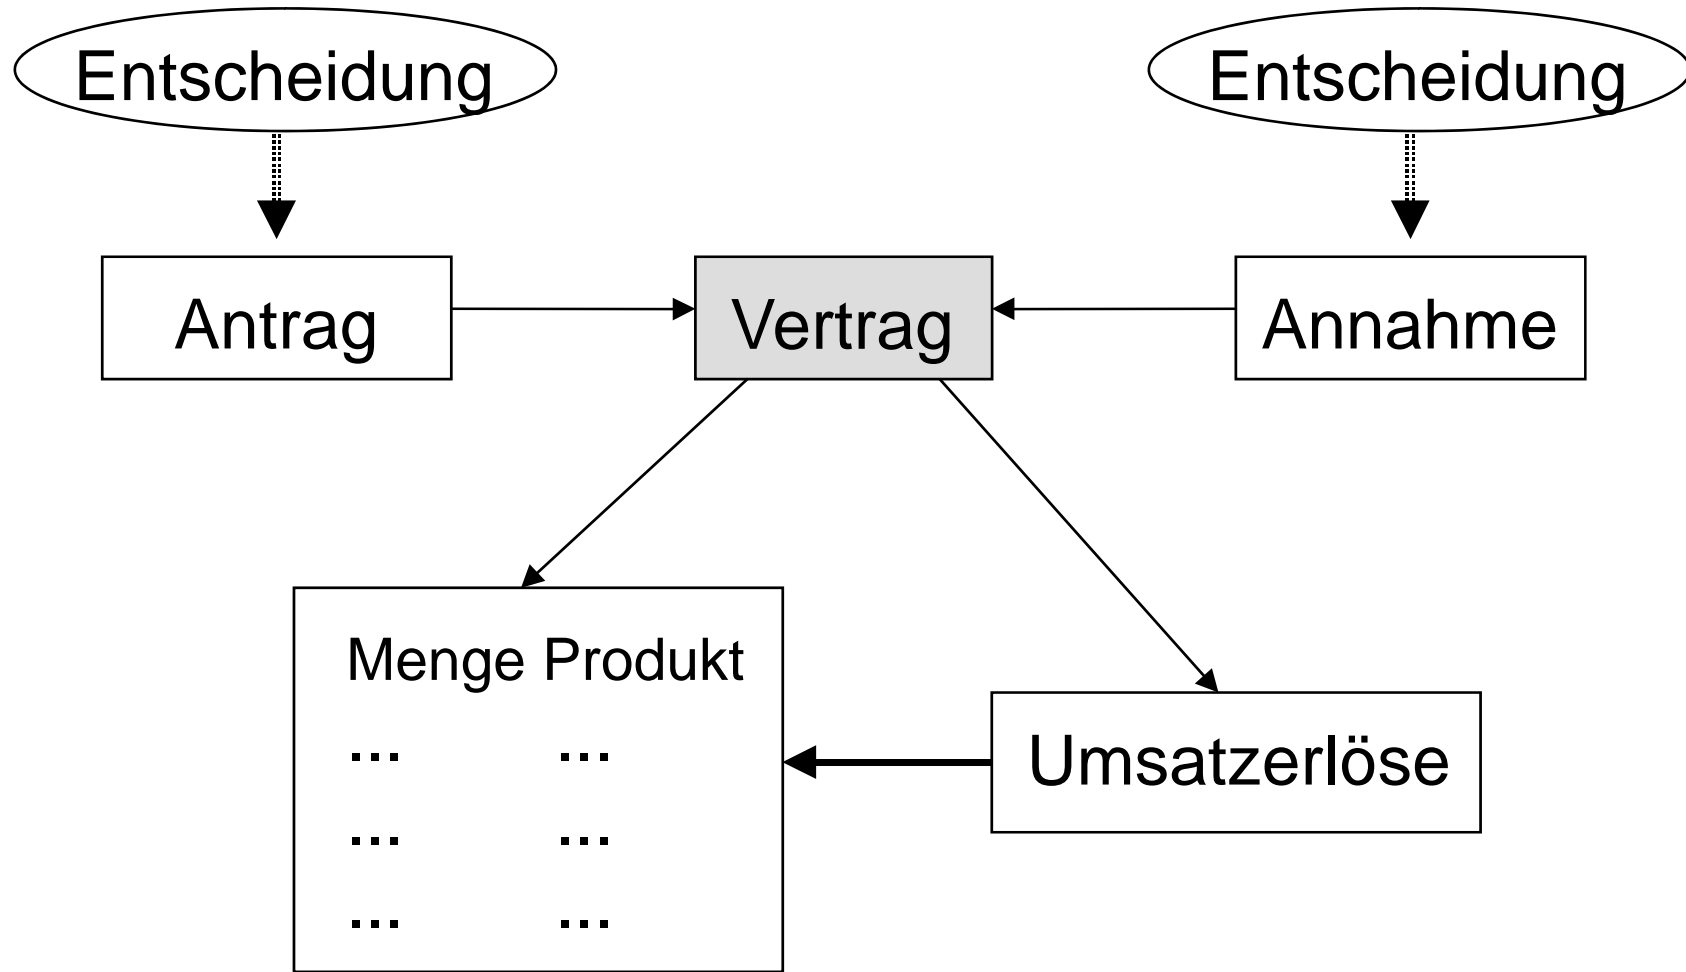 Entscheidung
Entscheidung
Antrag
Vertrag
Annahme
Menge Produkt
... ...
Umsatzerlöse
... ...
... ...